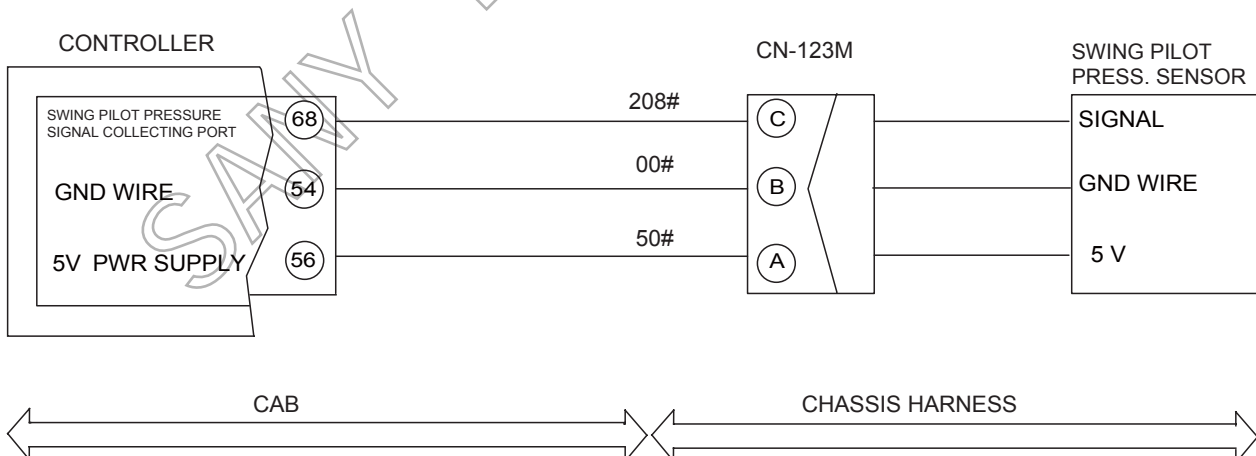 CONTROLLER
CN-123M
SWING PILOT
PRESS. SENSOR
SWING PILOT PRESSURE
SIGNAL COLLECTING PORT
68
208#
C
SIGNAL
GND WIRE
54
00#
B
GND WIRE
5V PWR SUPPLY
56
50#
A
5 V
CAB
CHASSIS HARNESS
SANY